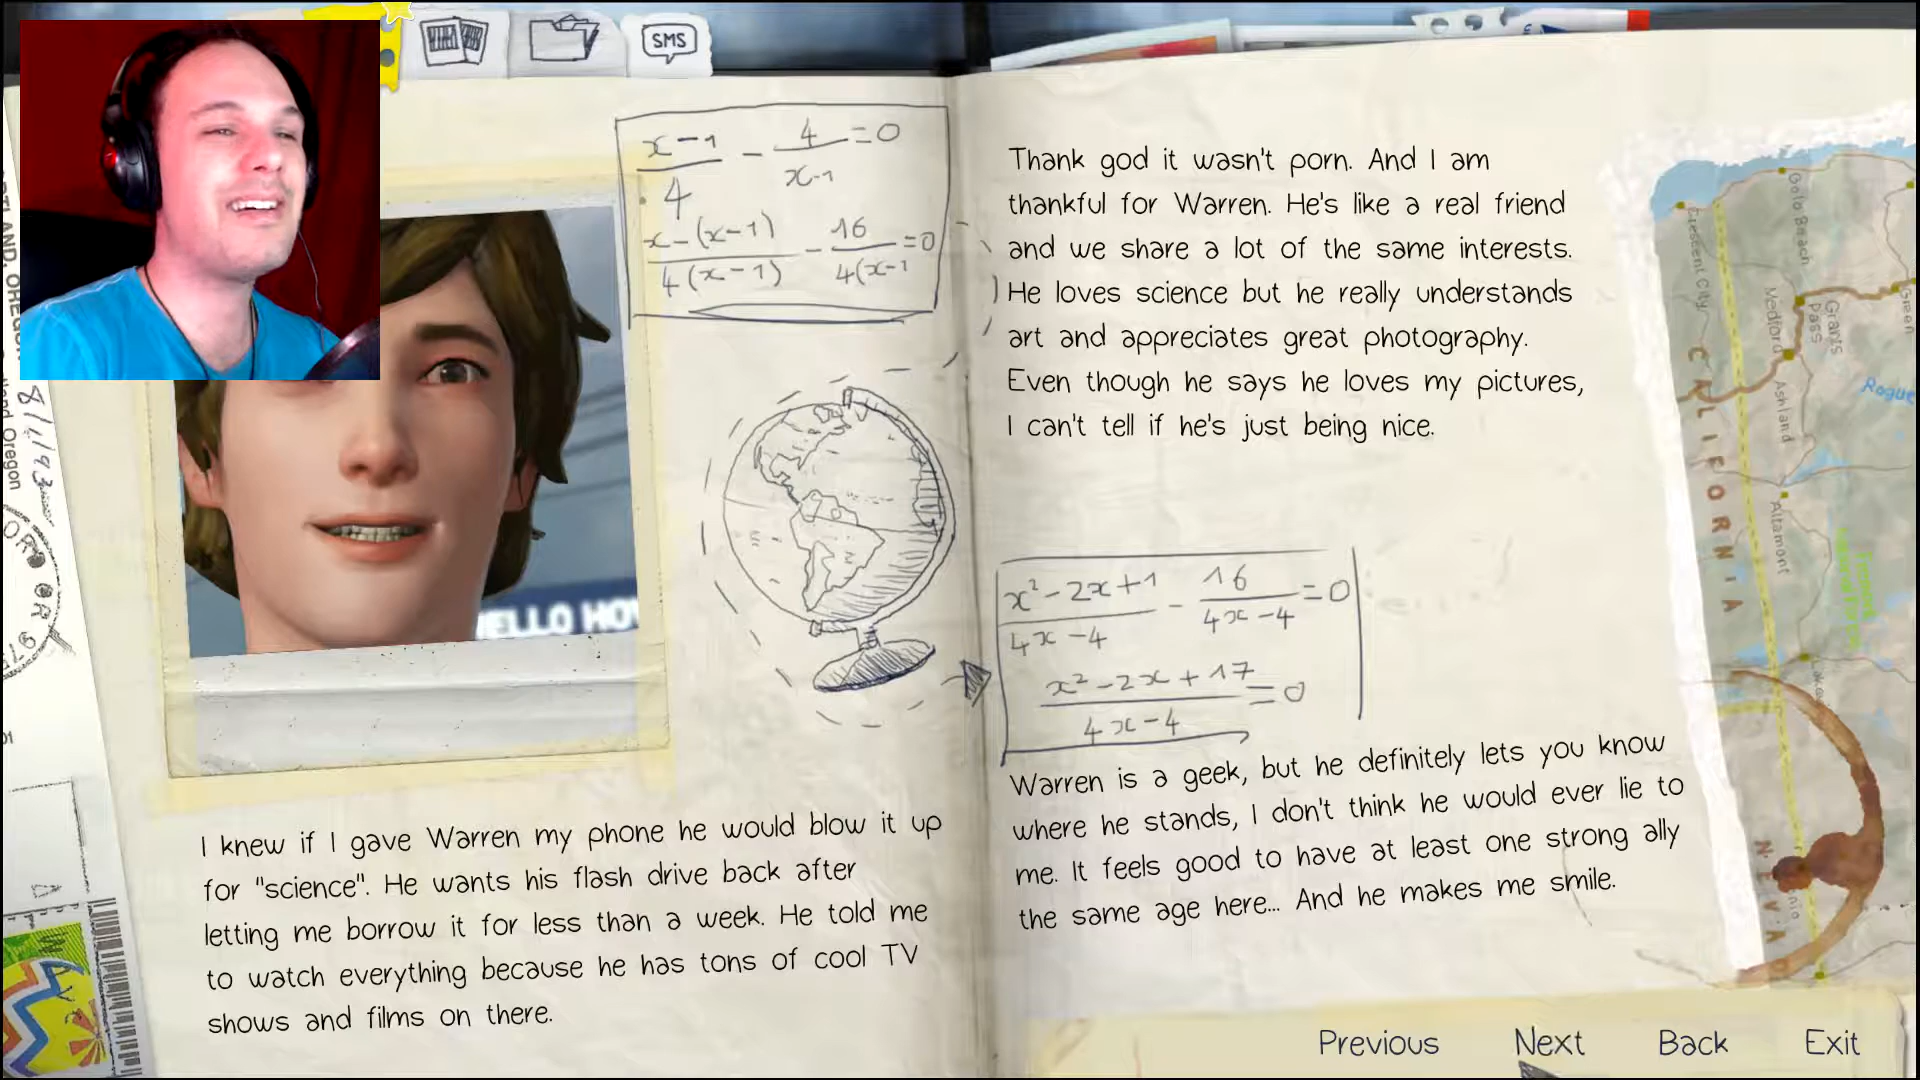 SMS
x-1/4 - 4/x-1 = 0
x-(x-1)/4(x-1) - 16/4(x-1 = 0
8/1/93
HELLO HO
I knew if I gave Warren my phone he would blow it up
for "science". He wants his flash drive back after
letting me borrow it for less than a week. He told me
to watch everything because he has tons of cool TV
shows and films on there.
Thank god it wasn't porn. And I am
thankful for Warren. He's like a real friend
and we share a lot of the same interests.
He loves science but he really understands
art and appreciates great photography.
Even though he says he loves my pictures,
I can't tell if he's just being nice.
x²-2x+1/4x-4 - 16/4x-4 = 0
x²-2x+17/4x-4 = 0
Warren is a geek, but he definitely lets you know
where he stands, I don't think he would ever lie to
me. It feels good to have at least one strong ally
the same age here... And he makes me smile.
Crescent City
Gold Beach
Medford
Grants
Pass
Ashland
Rogue
Altamont
CALIFORNIA
Previous
Next
Back
Exit